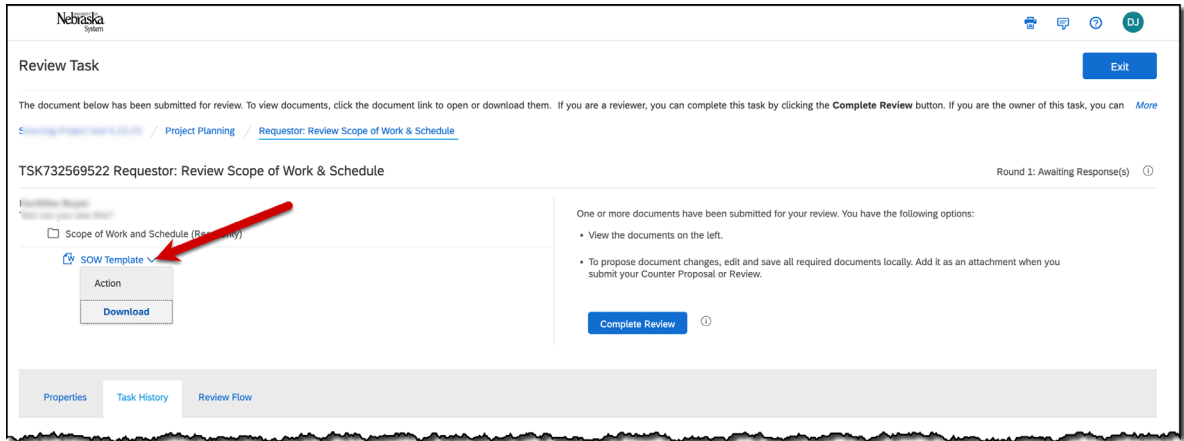 UNIVERSITY OF
Nebraska
System
DJ
Review Task
Exit
The document below has been submitted for review. To view documents, click the document link to open or download them. If you are a reviewer, you can complete this task by clicking the Complete Review button. If you are the owner of this task, you can More
/ Project Planning / Requestor: Review Scope of Work & Schedule
TSK732569522 Requestor: Review Scope of Work & Schedule
Round 1: Awaiting Response(s)
Scope of Work and Schedule
SOW Template
Action
Download
One or more documents have been submitted for your review. You have the following options:
• View the documents on the left.
• To propose document changes, edit and save all required documents locally. Add it as an attachment when you
submit your Counter Proposal or Review.
Complete Review
Properties
Task History
Review Flow